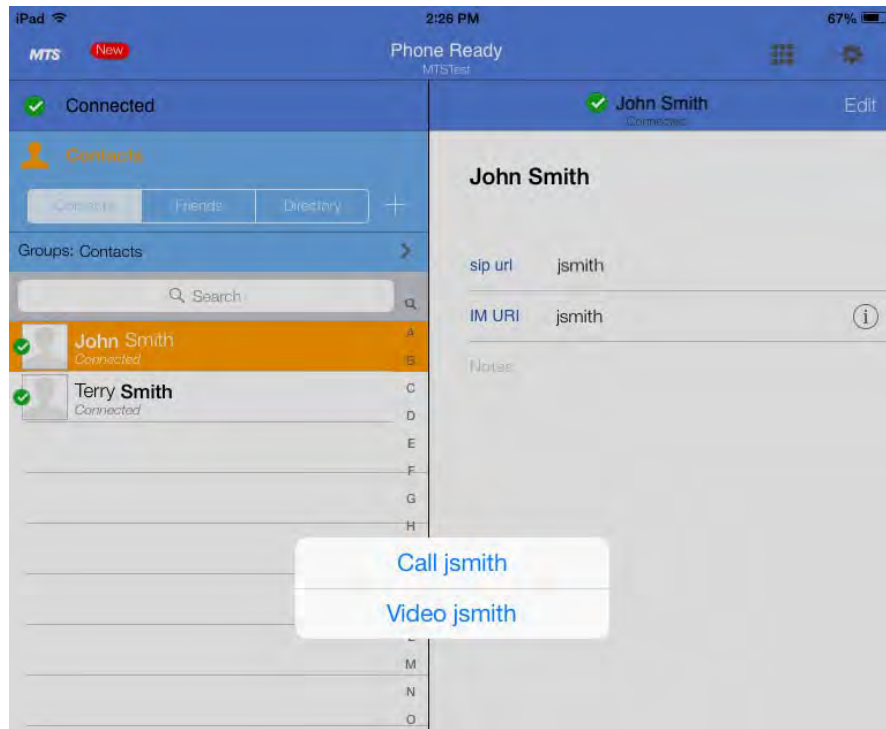 iPad 2:26 PM 67%
MTS New Phone Ready
MTSTest
Connected
John Smith
Connected
Edit
Contacts
Contacts Friends Directory +
Groups: Contacts
Search
John Smith
Connected
Terry Smith
Connected
A
B
C
D
E
F
G
H
M
N
O
John Smith
sip url jsmith
IM URI jsmith
Notes
Call jsmith
Video jsmith